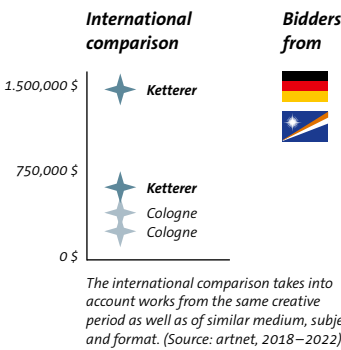 International
comparison
Bidders
from
1.500,000 $
Ketterer
750,000 $
Ketterer
Cologne
Cologne
0 $
The international comparison takes into
account works from the same creative
period as well as of similar medium, subje
and format. (Source: artnet, 2018–2022)